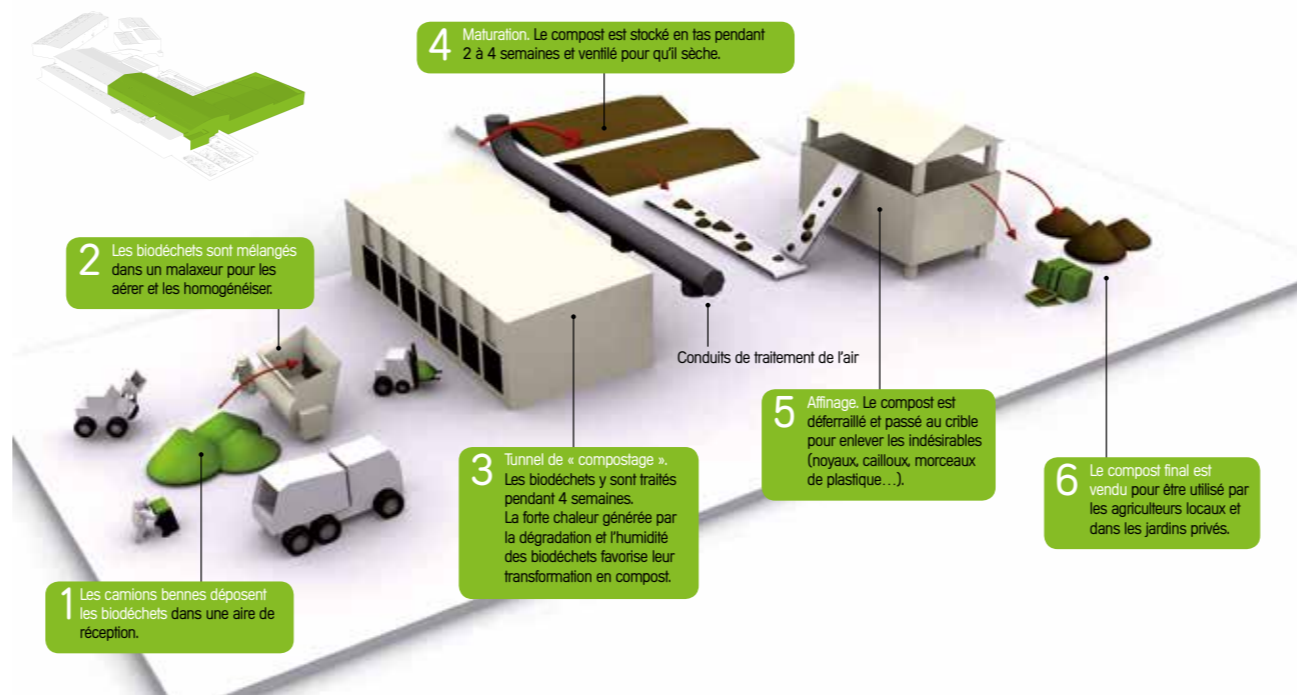 4 Maturation. Le compost est stocké en tas pendant
2 à 4 semaines et ventilé pour qu'il sèche.
2 Les biodéchets sont mélangés
dans un malaxeur pour les
aérer et les homogénéiser.
Conduits de traitement de l'air
5 Affinage. Le compost est
déferraillé et passé au crible
pour enlever les indésirables
(noyaux, cailloux, morceaux
de plastique…).
3 Tunnel de « compostage ».
Les biodéchets y sont traités
pendant 4 semaines.
La forte chaleur générée par
la dégradation et l'humidité
des biodéchets favorise leur
transformation en compost.
6 Le compost final est
vendu pour être utilisé par
les agriculteurs locaux et
dans les jardins privés.
1 Les camions bennes déposent
les biodéchets dans une aire de
réception.